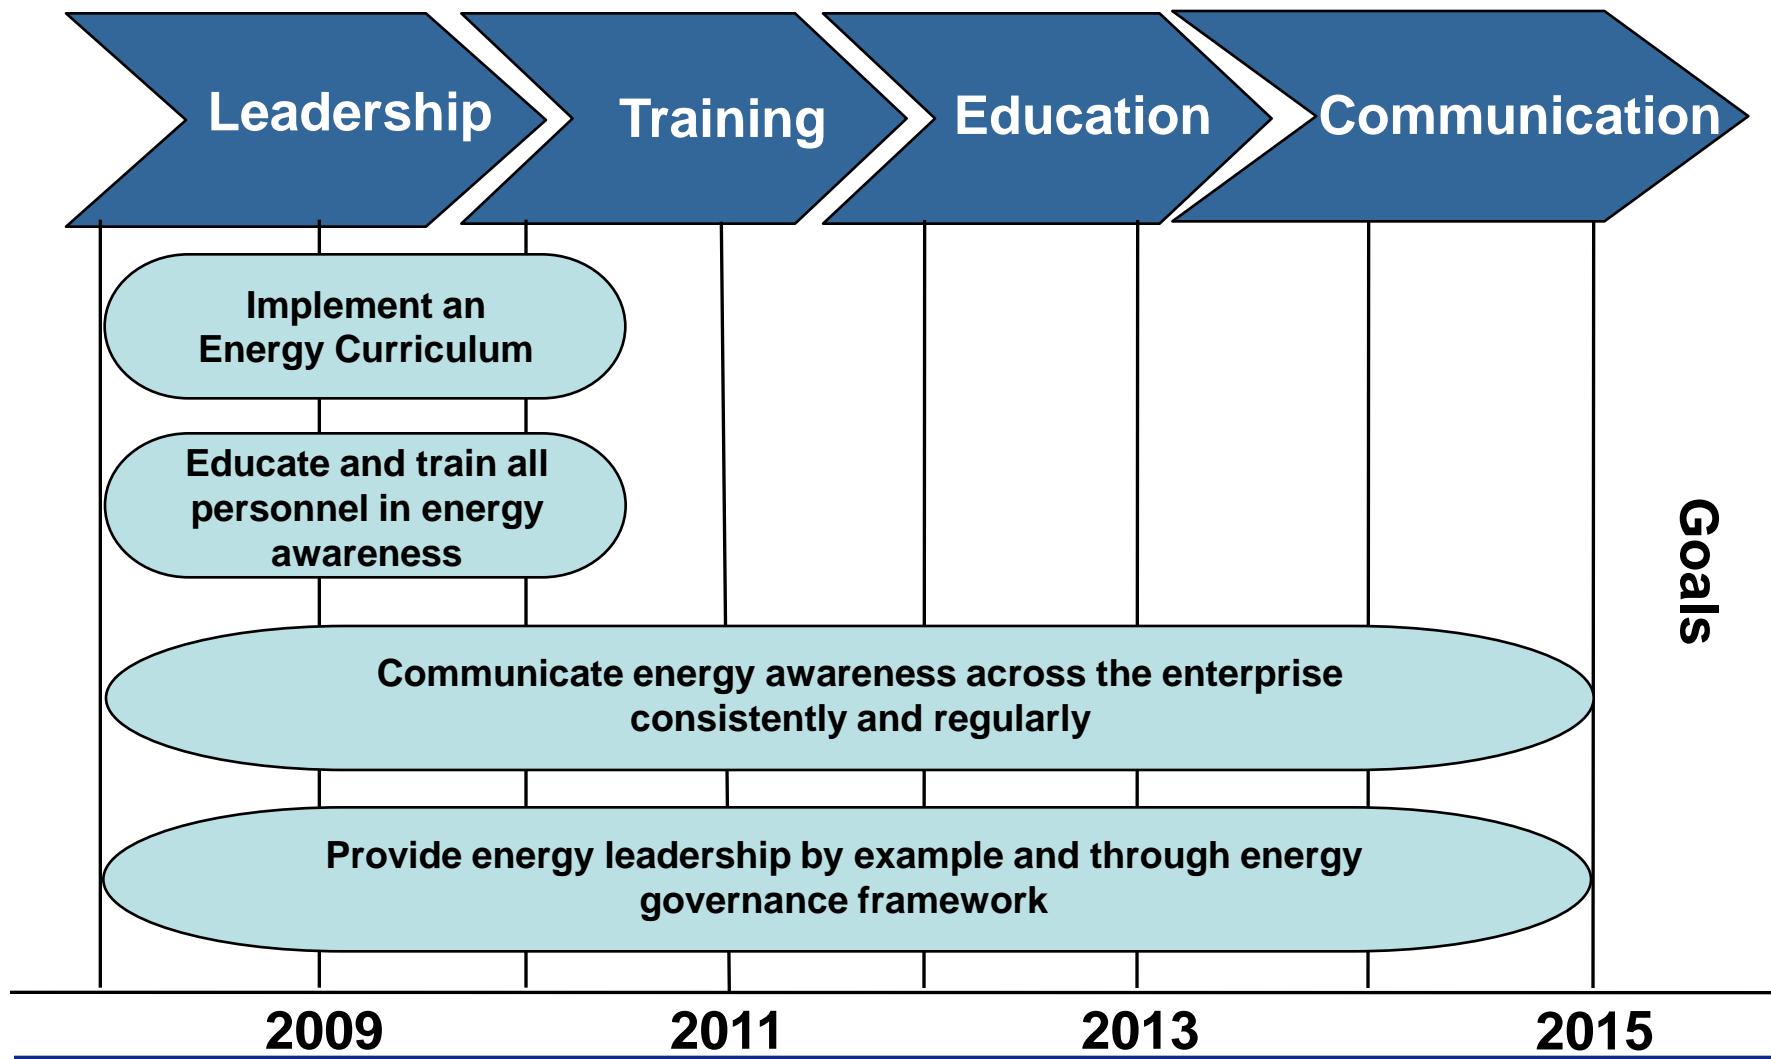 Leadership
Training
Education
Communication
Implement an
Energy Curriculum
Educate and train all
personnel in energy
awareness
Goals
Communicate energy awareness across the enterprise
consistently and regularly
Provide energy leadership by example and through energy
governance framework
2009
2011
2013
2015